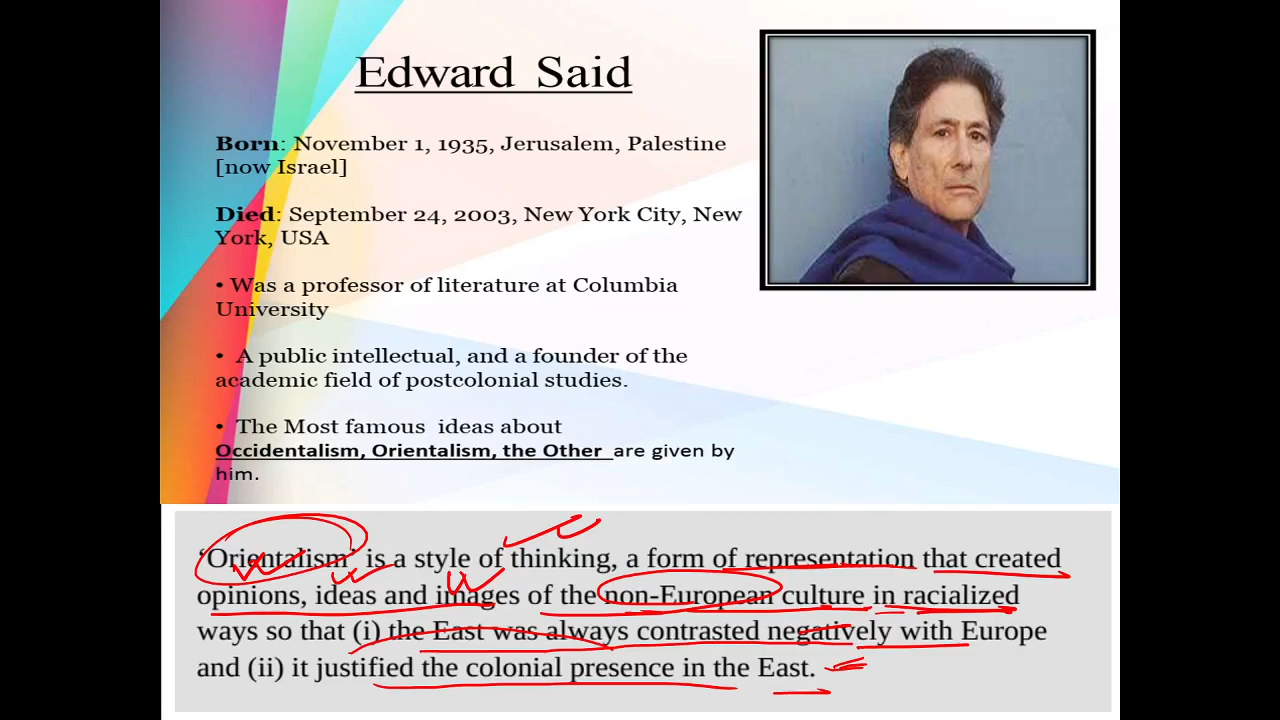 Edward Said
Born: November 1, 1935, Jerusalem, Palestine
[now Israel]
Died: September 24, 2003, New York City, New
York, USA
• Was a professor of literature at Columbia
University
• A public intellectual, and a founder of the
academic field of postcolonial studies.
• The Most famous ideas about
Occidentalism, Orientalism, the Other are given by
him.
‘Orientalism’ is a style of thinking, a form of representation that created
opinions, ideas and images of the non-European culture in racialized
ways so that (i) the East was always contrasted negatively with Europe
and (ii) it justified the colonial presence in the East.